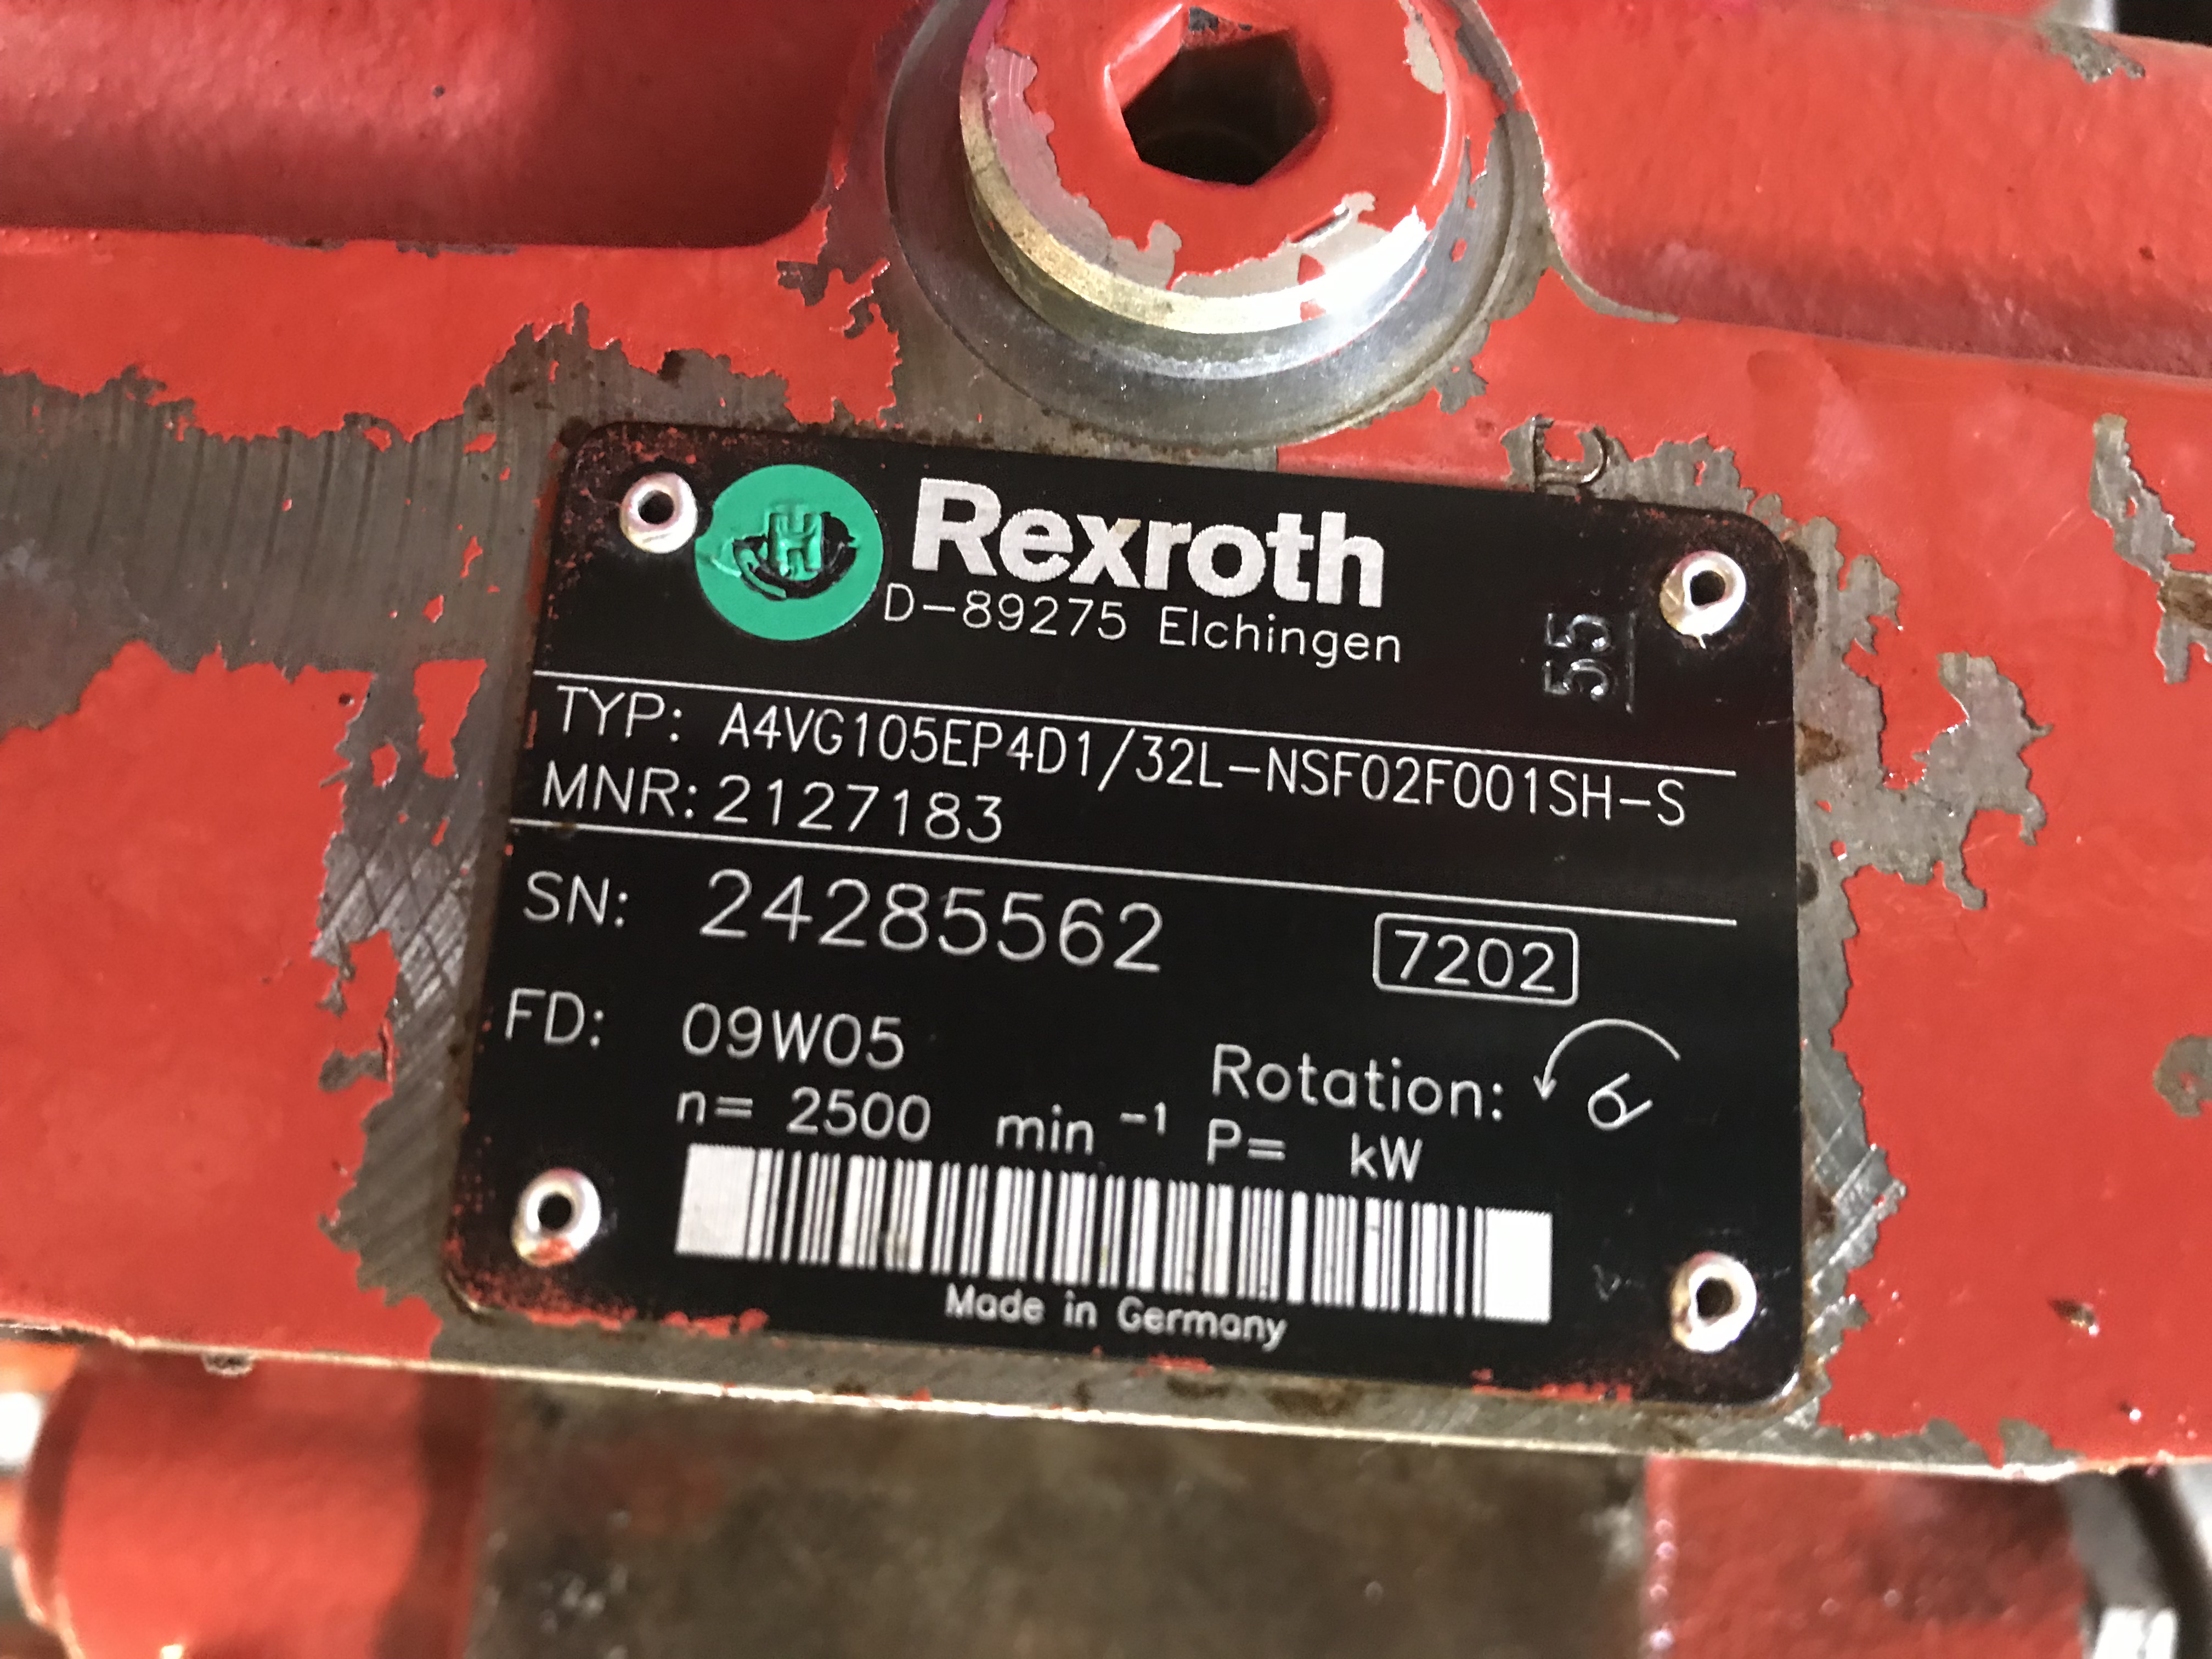 Rexroth
D-89275 Elchingen
55
TYP: A4VG105EP4D1/32L-NSF02F001SH-S
MNR: 2127183
SN: 24285562 7202
FD: 09W05
Rotation:
n= 2500 min -1 P= kW
Made in Germany